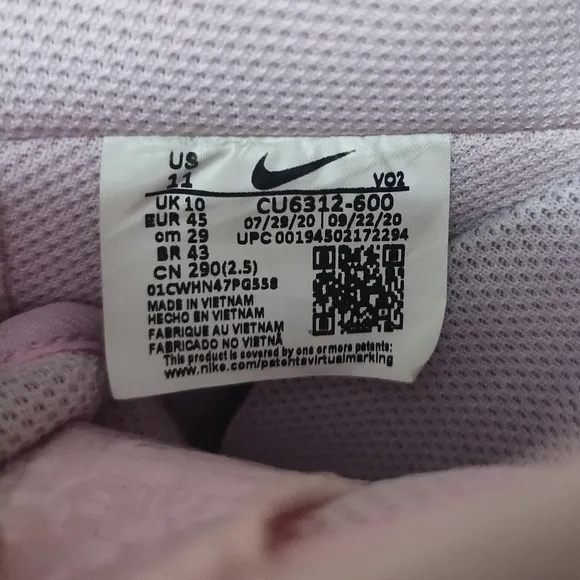 US
11
VO2
UK 10
CU6312-600
EUR 45
07/29/20 09/22/20
cm 29
UPC 00194502172294
BR 43
CN 290(2.5)
01CWHN47PG558
MADE IN VIETNAM
HECHO EN VIETNAM
FABRIQUE AU VIETNAM
FABRICADO NO VIETNÃ
This product is covered by one or more patents:
www.nike.com/patentsvirtualmarking